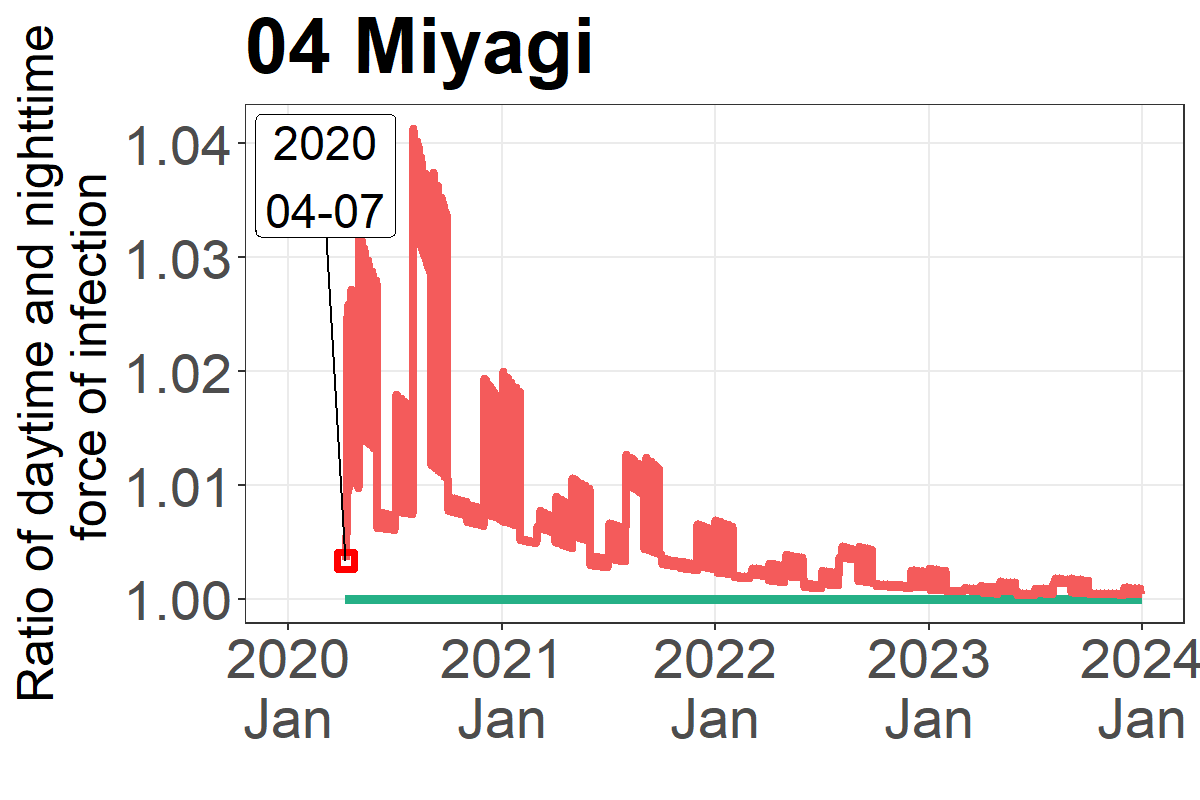 04 Miyagi
Ratio of daytime and nighttime
force of infection
2020
04-07
1.04
1.03
1.02
1.01
1.00
2020
Jan
2021
Jan
2022
Jan
2023
Jan
2024
Jan